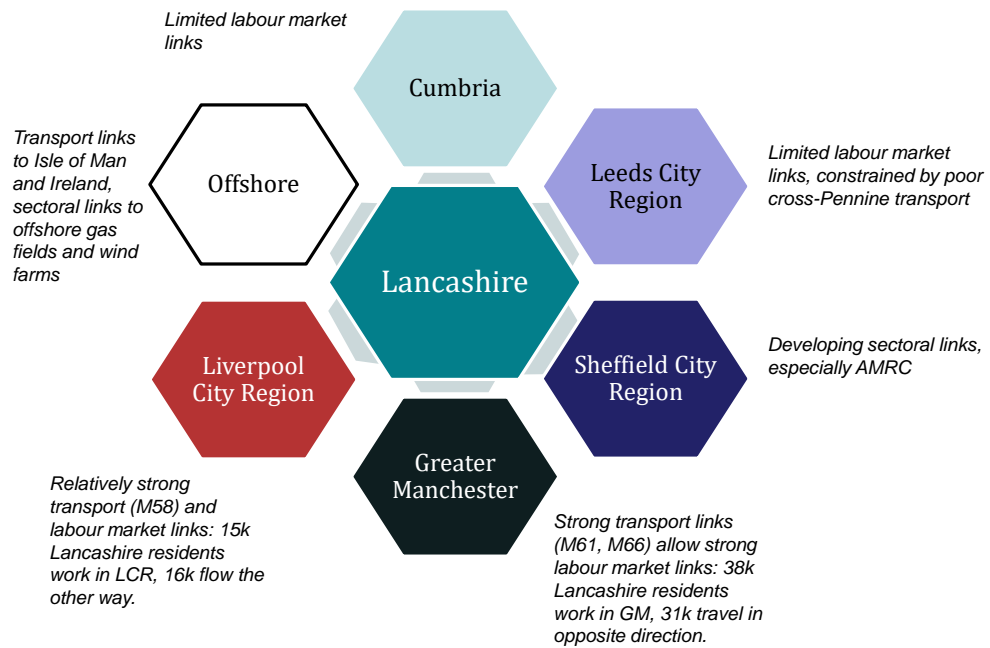 Limited labour market
links
Cumbria
Transport links
to Isle of Man
and Ireland,
sectoral links to
offshore gas
fields and wind
farms
Offshore
Leeds City
Region
Limited labour market
links, constrained by poor
cross-Pennine transport
Lancashire
Liverpool
City Region
Sheffield City
Region
Developing sectoral links,
especially AMRC
Greater
Manchester
Relatively strong
transport (M58) and
labour market links: 15k
Lancashire residents
work in LCR, 16k flow the
other way.
Strong transport links
(M61, M66) allow strong
labour market links: 38k
Lancashire residents
work in GM, 31k travel in
opposite direction.